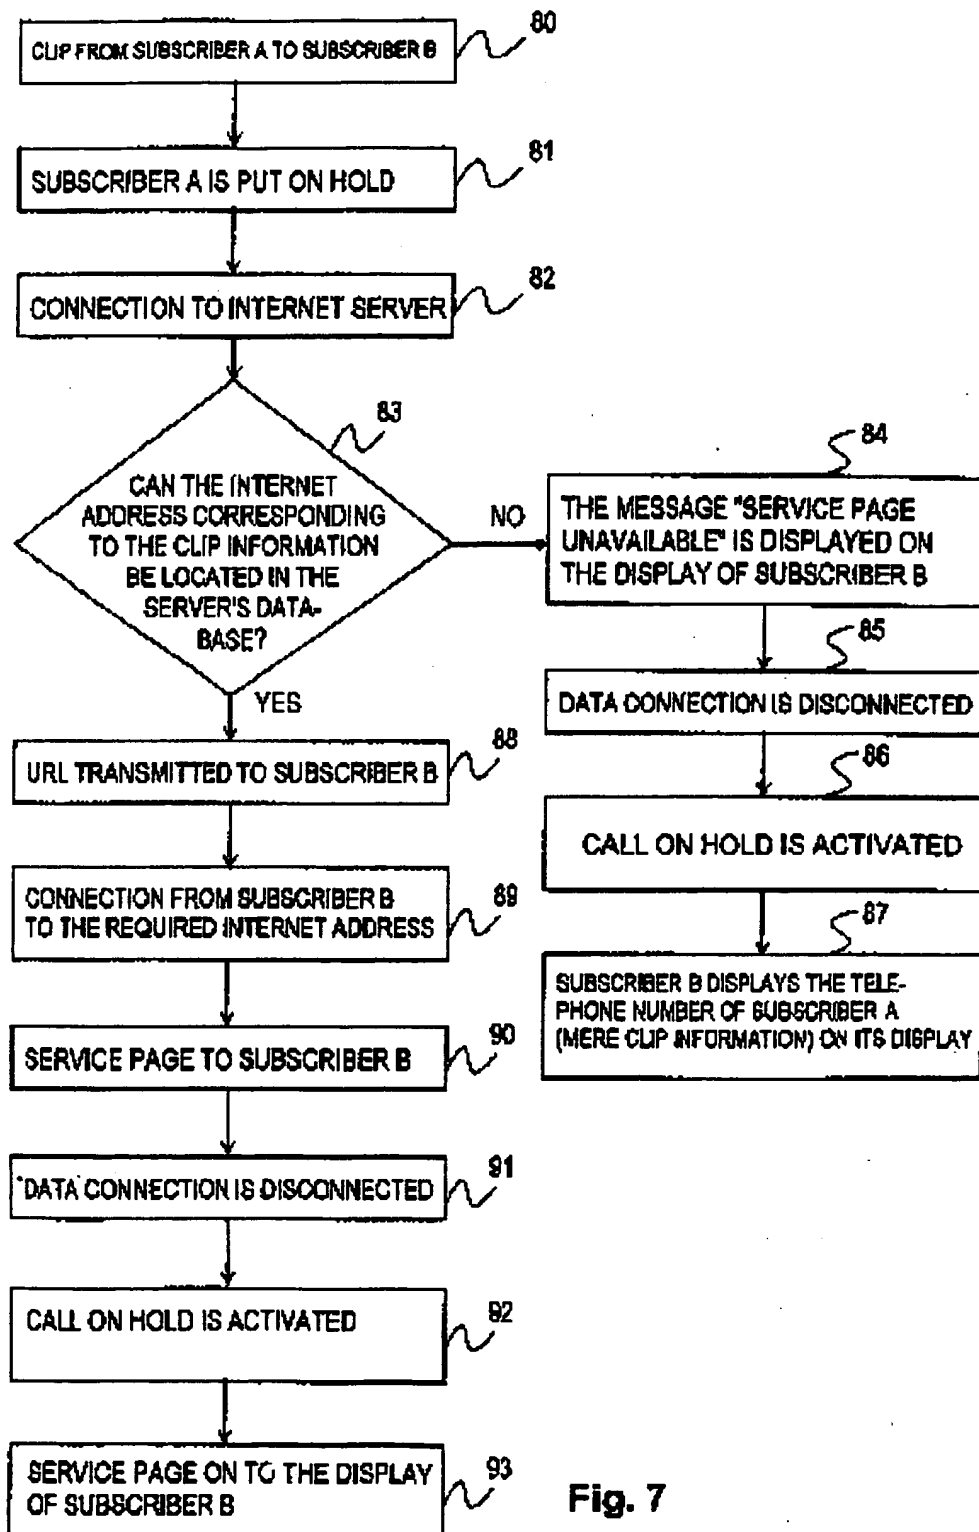 CLIP FROM SUBSCRIBER A TO SUBSCRIBER B
80
SUBSCRIBER A IS PUT ON HOLD
81
CONNECTION TO INTERNET SERVER
82
83
CAN THE INTERNET
ADDRESS CORRESPONDING
TO THE CLIP INFORMATION
BE LOCATED IN THE
SERVER'S DATA-
BASE?
NO
84
THE MESSAGE "SERVICE PAGE
UNAVAILABLE" IS DISPLAYED ON
THE DISPLAY OF SUBSCRIBER B
85
DATA CONNECTION IS DISCONNECTED
86
CALL ON HOLD IS ACTIVATED
87
SUBSCRIBER B DISPLAYS THE TELE-
PHONE NUMBER OF SUBSCRIBER A
(MERE CLIP INFORMATION) ON ITS DISPLAY
YES
URL TRANSMITTED TO SUBSCRIBER B
88
CONNECTION FROM SUBSCRIBER B
TO THE REQUIRED INTERNET ADDRESS
89
SERVICE PAGE TO SUBSCRIBER B
90
DATA CONNECTION IS DISCONNECTED
91
CALL ON HOLD IS ACTIVATED
92
SERVICE PAGE ON TO THE DISPLAY
OF SUBSCRIBER B
93
Fig. 7